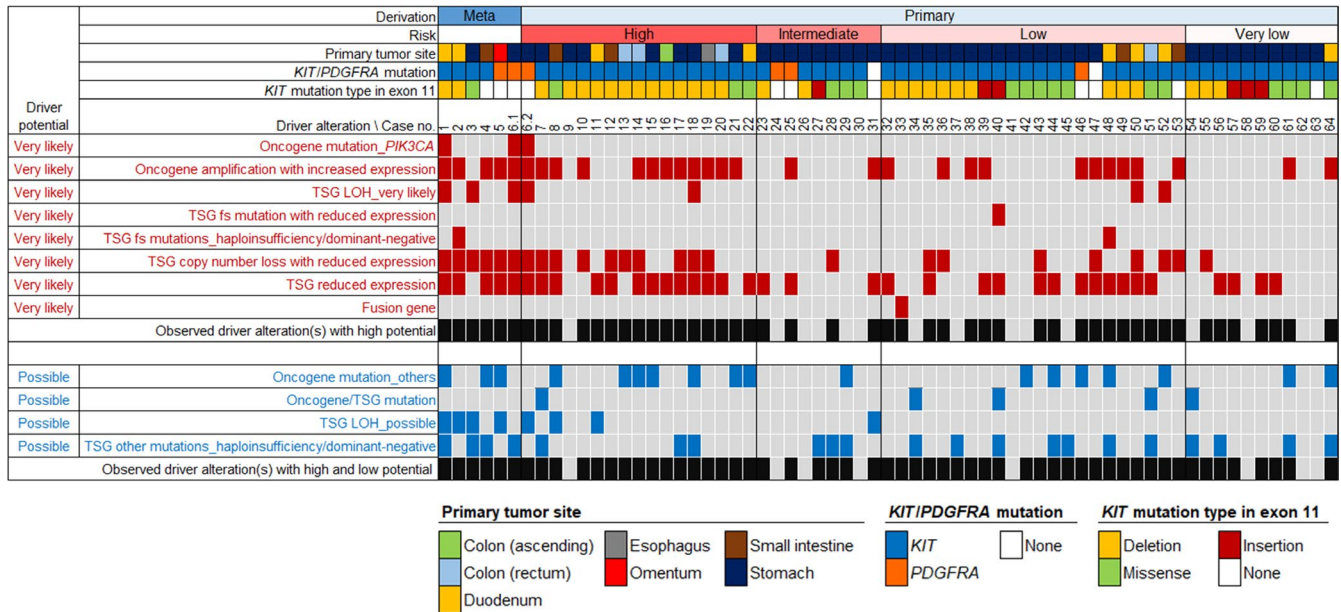 Derivation Meta Primary
Risk High Intermediate Low Very low
Primary tumor site
KIT/PDGFRA mutation
KIT mutation type in exon 11
Driver potential Driver alteration \ Case no. 1 2 3 4 5 6.1 6.2 7 8 9 10 11 12 13 14 15 16 17 18 19 20 21 22 23 24 25 26 27 28 29 30 31 32 33 34 35 36 37 38 39 40 41 42 43 44 45 46 47 48 49 50 51 52 53 54 55 56 57 58 59 60 61 62 63 64
Very likely Oncogene mutation_PIK3CA
Very likely Oncogene amplification with increased expression
Very likely TSG LOH_very likely
Very likely TSG fs mutation with reduced expression
Very likely TSG fs mutations_haploinsufficiency/dominant-negative
Very likely TSG copy number loss with reduced expression
Very likely TSG reduced expression
Very likely Fusion gene
Observed driver alteration(s) with high potential
Possible Oncogene mutation_others
Possible Oncogene/TSG mutation
Possible TSG LOH_possible
Possible TSG other mutations_haploinsufficiency/dominant-negative
Observed driver alteration(s) with high and low potential
Primary tumor site KIT/PDGFRA mutation KIT mutation type in exon 11
Colon (ascending) Esophagus Small intestine KIT None Deletion Insertion
Colon (rectum) Omentum Stomach PDGFRA Missense None
Duodenum